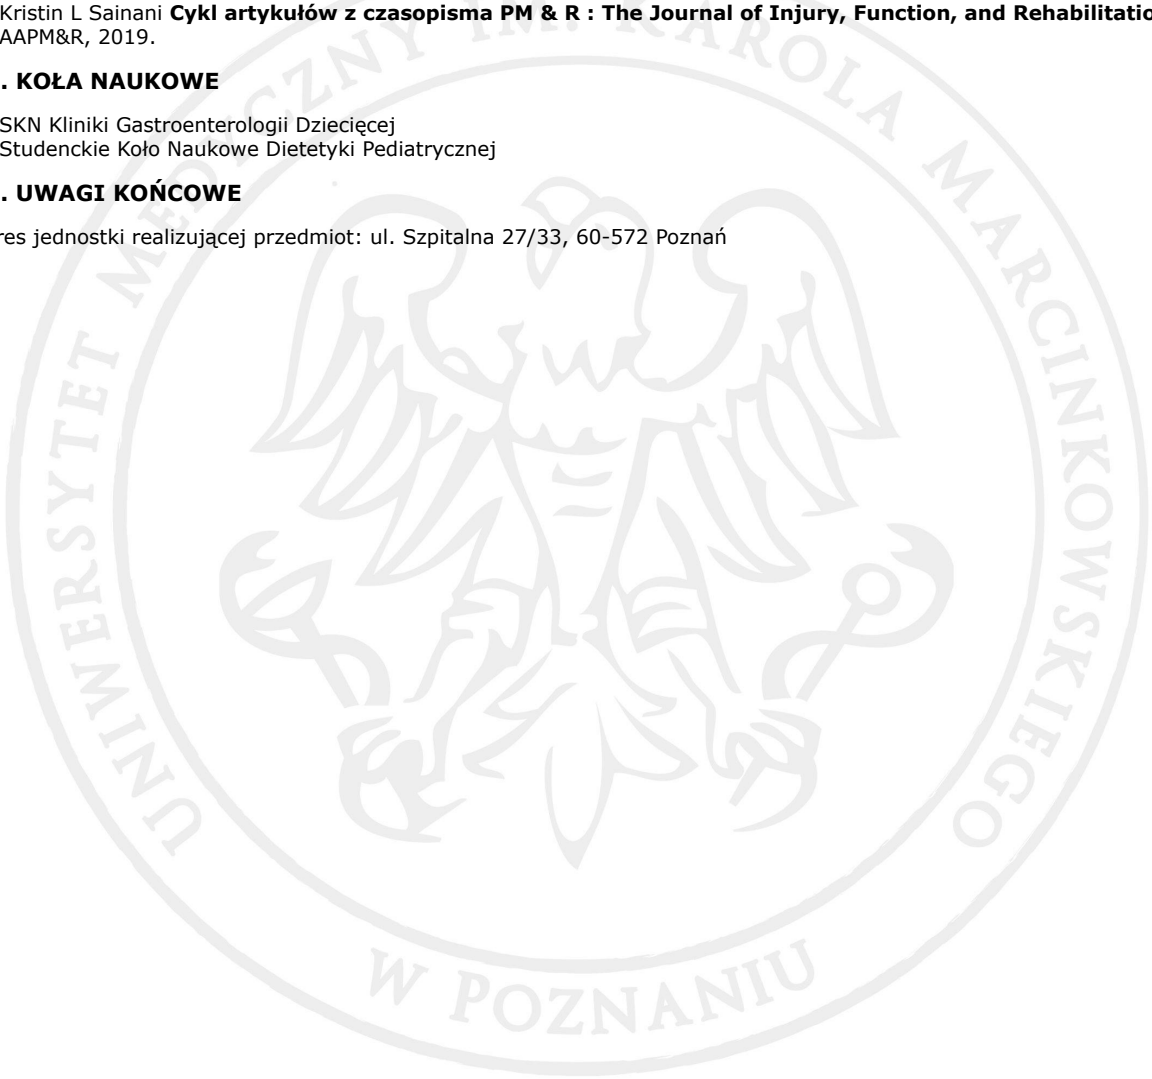 Kristin L Sainani Cykl artykułów z czasopisma PM & R : The Journal of Injury, Function, and Rehabilitatio
AAPM&R, 2019.
. KOŁA NAUKOWE
SKN Kliniki Gastroenterologii Dziecięcej
Studenckie Koło Naukowe Dietetyki Pediatrycznej
. UWAGI KOŃCOWE
res jednostki realizującej przedmiot: ul. Szpitalna 27/33, 60-572 Poznań
UNIWERSYTET MEDYCZNY IM. KAROLA MARCINKOWSKIEGO
W POZNANIU